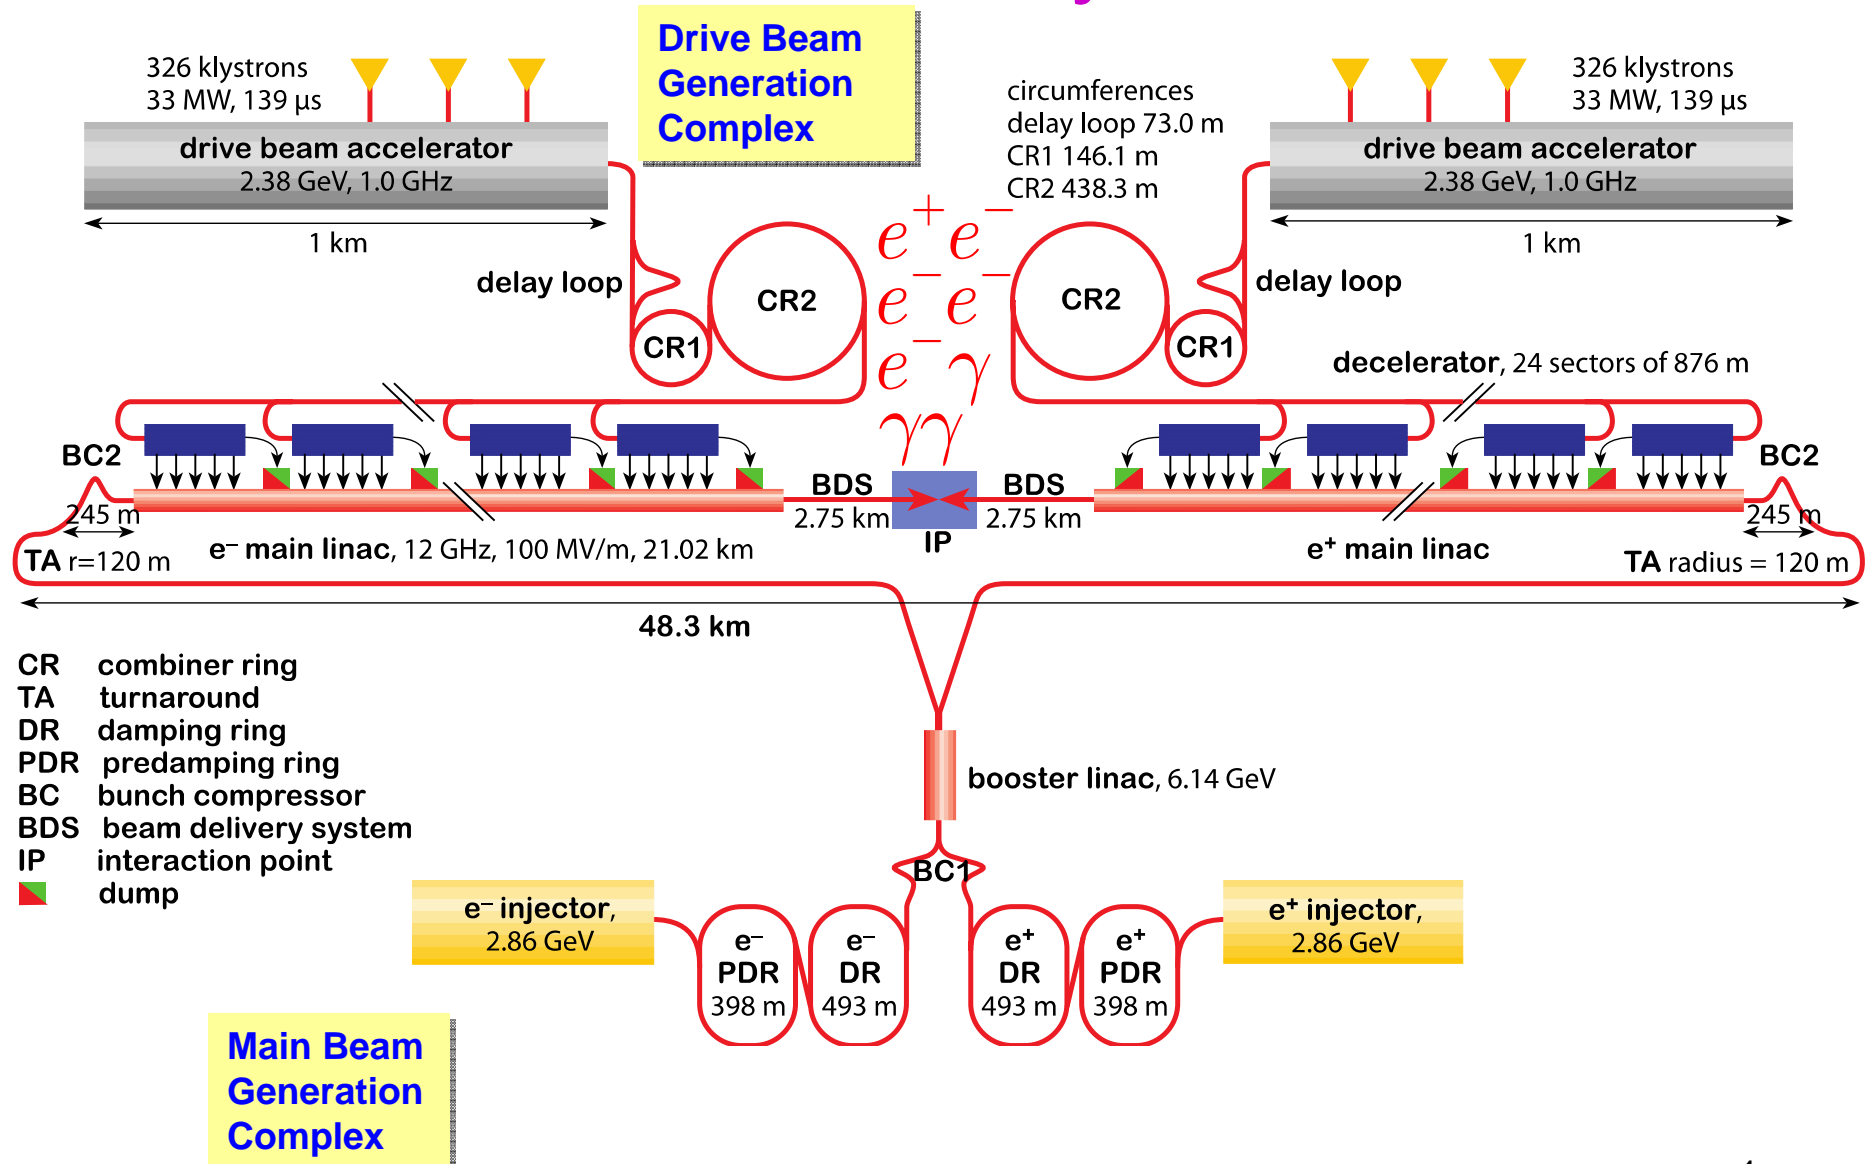 Drive Beam
Generation
Complex
326 klystrons
33 MW, 139 µs
drive beam accelerator
2.38 GeV, 1.0 GHz
1 km
circumferences
delay loop 73.0 m
CR1 146.1 m
CR2 438.3 m
326 klystrons
33 MW, 139 µs
drive beam accelerator
2.38 GeV, 1.0 GHz
1 km
delay loop
CR1
CR2
e⁺e⁻
e⁻e⁻
e⁻γ
γγ
CR2
CR1
delay loop
decelerator, 24 sectors of 876 m
BC2
245 m
TA r=120 m
e⁻ main linac, 12 GHz, 100 MV/m, 21.02 km
BDS
2.75 km
IP
BDS
2.75 km
e⁺ main linac
BC2
245 m
TA radius = 120 m
48.3 km
CR combiner ring
TA turnaround
DR damping ring
PDR predamping ring
BC bunch compressor
BDS beam delivery system
IP interaction point
dump
booster linac, 6.14 GeV
BC1
e⁻ injector,
2.86 GeV
e⁻
PDR
398 m
e⁻
DR
493 m
e⁺
DR
493 m
e⁺
PDR
398 m
e⁺ injector,
2.86 GeV
Main Beam
Generation
Complex